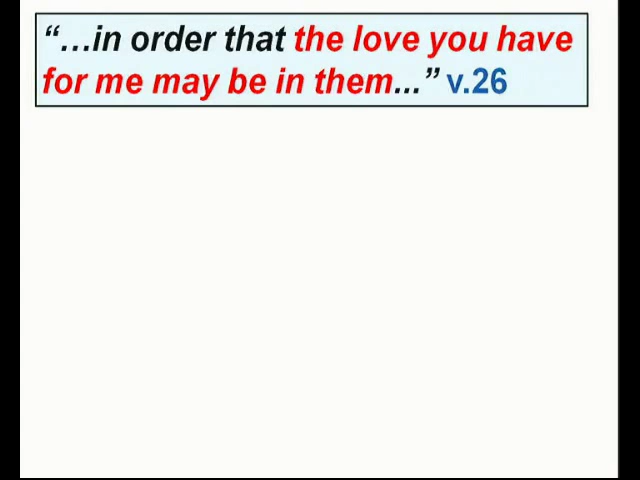 “…in order that the love you have
for me may be in them...” v.26